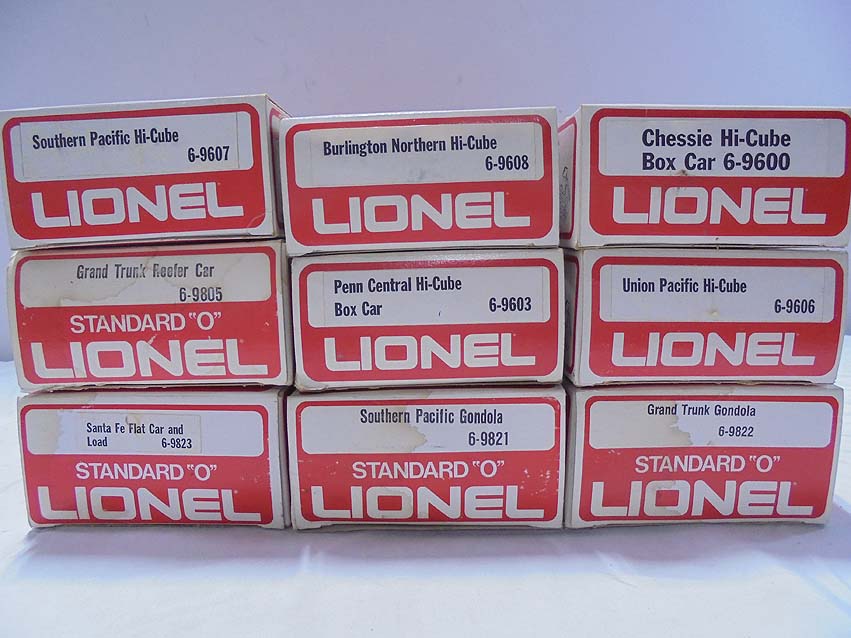 Southern Pacific Hi-Cube
6-9607
LIONEL
Burlington Northern Hi-Cube
6-9608
LIONEL
Chessie Hi-Cube
Box Car 6-9600
LIONEL
Grand Trunk Reefer Car
6-9805
STANDARD "O"
LIONEL
Penn Central Hi-Cube
Box Car 6-9603
LIONEL
Union Pacific Hi-Cube
6-9606
LIONEL
Santa Fe Flat Car and
Load 6-9823
STANDARD "O"
LIONEL
Southern Pacific Gondola
6-9821
STANDARD "O"
LIONEL
Grand Trunk Gondola
6-9822
STANDARD "O"
LIONEL